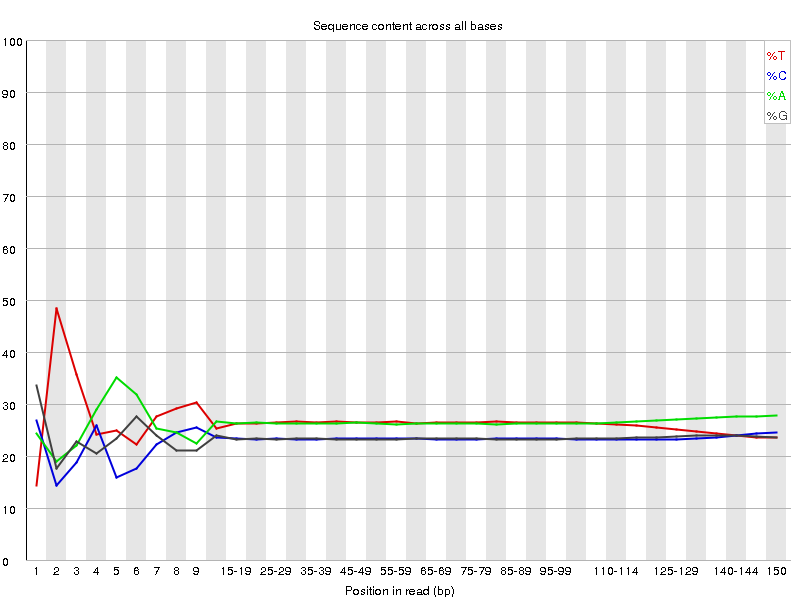 Sequence content across all bases
100
90
80
70
60
50
40
30
20
10
0
%T
%C
%A
%G
1 2 3 4 5 6 7 8 9 15-19 25-29 35-39 45-49 55-59 65-69 75-79 85-89 95-99 110-114 125-129 140-144 150
Position in read (bp)